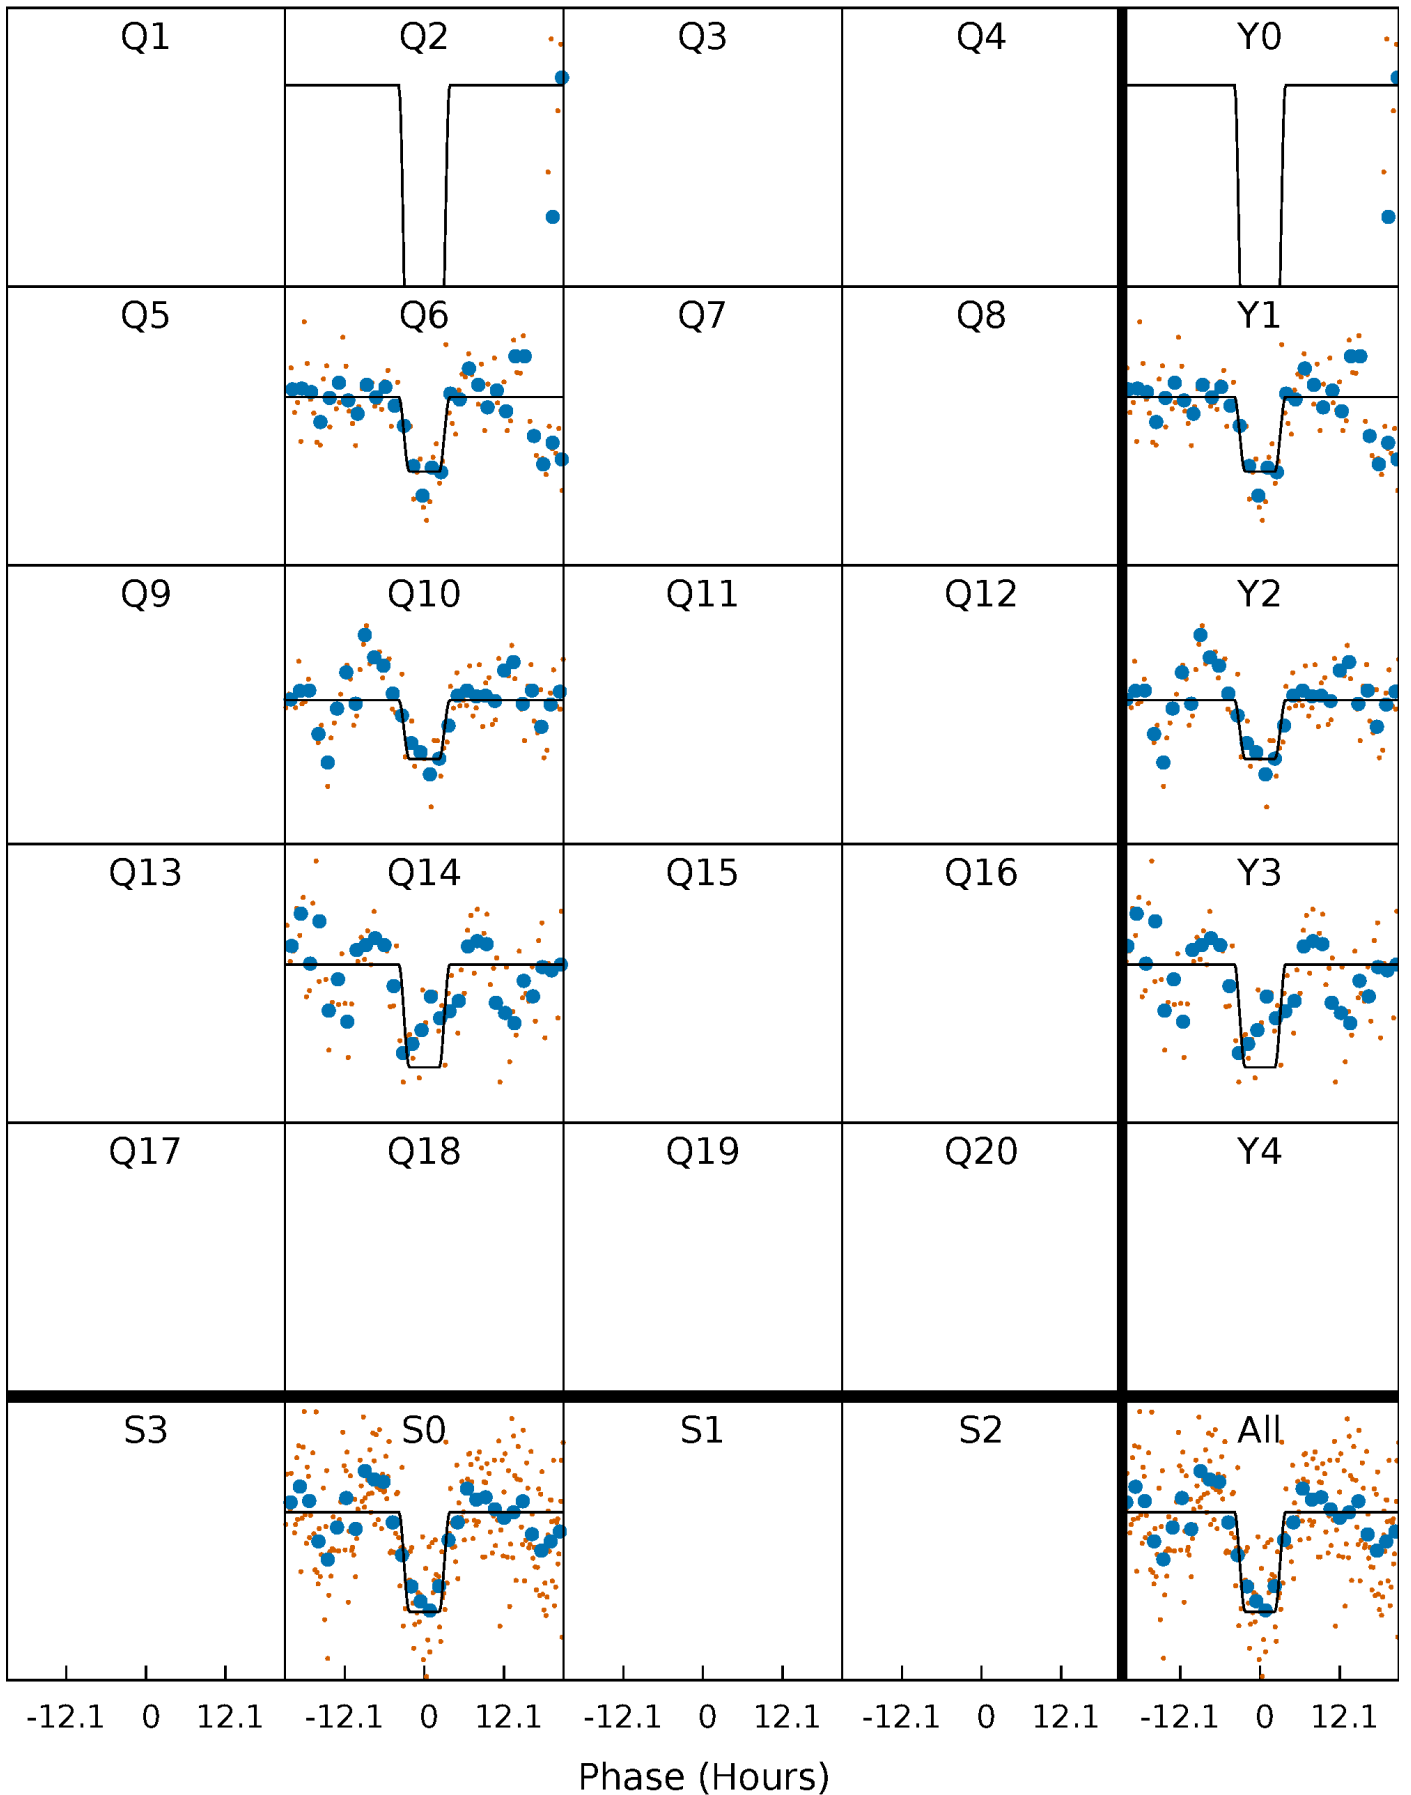 Q1 Q2 Q3 Q4 Y0
Q5 Q6 Q7 Q8 Y1
Q9 Q10 Q11 Q12 Y2
Q13 Q14 Q15 Q16 Y3
Q17 Q18 Q19 Q20 Y4
S3 S0 S1 S2 All
-12.1 0 12.1 -12.1 0 12.1 -12.1 0 12.1 -12.1 0 12.1 -12.1 0 12.1
Phase (Hours)